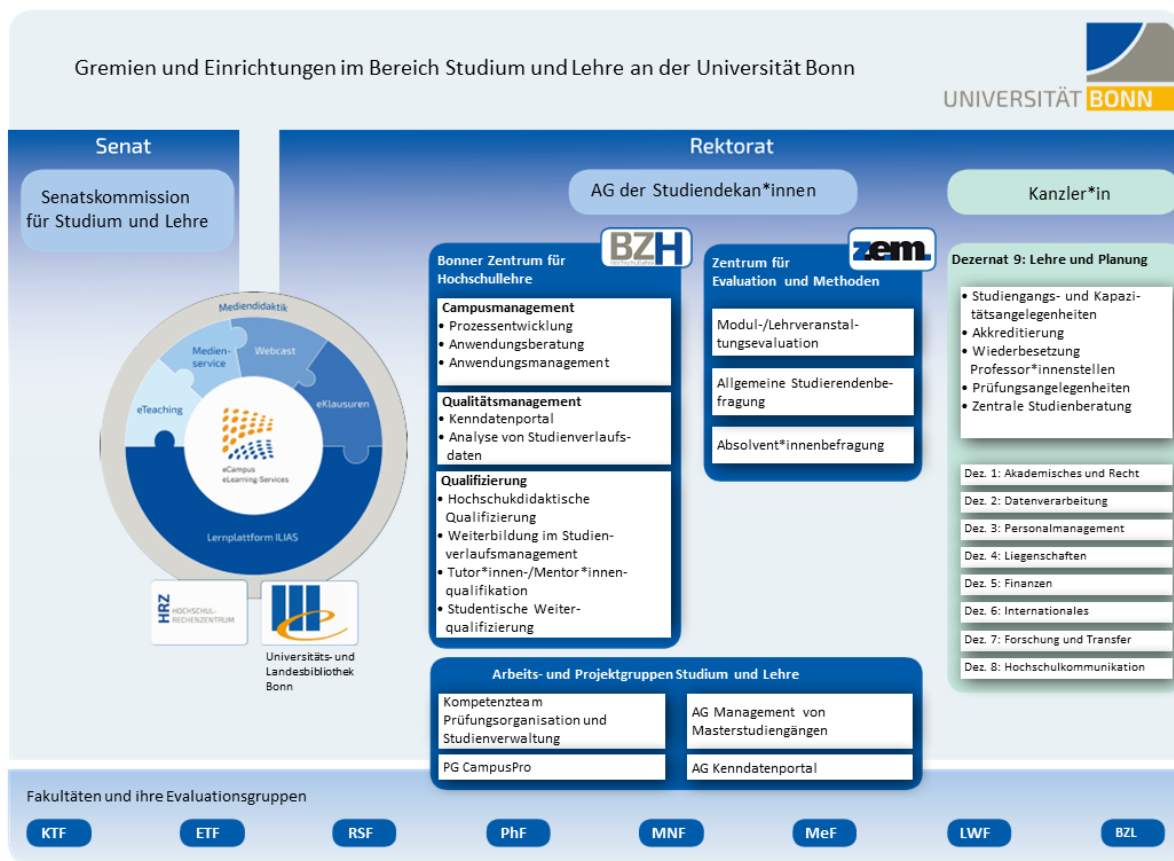 Gremien und Einrichtungen im Bereich Studium und Lehre an der Universität Bonn
UNIVERSITÄT BONN
Senat
Senatskommission
für Studium und Lehre
Rektorat
AG der Studiendekan*innen
Kanzler*in
Mediendidaktik
Medien-
service
Webcast
eTeaching
eKlausuren
eCampus
eLearning-Services
Lernplattform ILIAS
HRZ
HOCHSCHUL-
RECHENZENTRUM
Universitäts- und
Landesbibliothek
Bonn
BZH
Hochschullehre
Bonner Zentrum für
Hochschullehre
Campusmanagement
• Prozessentwicklung
• Anwendungsberatung
• Anwendungsmanagement
Qualitätsmanagement
• Kenndatenportal
• Analyse von Studienverlaufs-
daten
Qualifizierung
• Hochschukdidaktische
Qualifizierung
• Weiterbildung im Studien-
verlaufsmanagement
• Tutor*innen-/Mentor*innen-
qualifikation
• Studentische Weiter-
qualifizierung
zem.
Zentrum für
Evaluation und Methoden
Modul-/Lehrveranstal-
tungsevaluation
Allgemeine Studierendenbe-
fragung
Absolvent*innenbefragung
Dezernat 9: Lehre und Planung
• Studiengangs- und Kapazi-
tätsangelegenheiten
• Akkreditierung
• Wiederbesetzung
Professor*innenstellen
• Prüfungsangelegenheiten
• Zentrale Studienberatung
Dez. 1: Akademisches und Recht
Dez. 2: Datenverarbeitung
Dez. 3: Personalmanagement
Dez. 4: Liegenschaften
Dez. 5: Finanzen
Dez. 6: Internationales
Dez. 7: Forschung und Transfer
Dez. 8: Hochschulkommunikation
Arbeits- und Projektgruppen Studium und Lehre
Kompetenzteam
Prüfungsorganisation und
Studienverwaltung
AG Management von
Masterstudiengängen
PG CampusPro
AG Kenndatenportal
Fakultäten und ihre Evaluationsgruppen
KTF
ETF
RSF
PhF
MNF
MeF
LWF
BZL